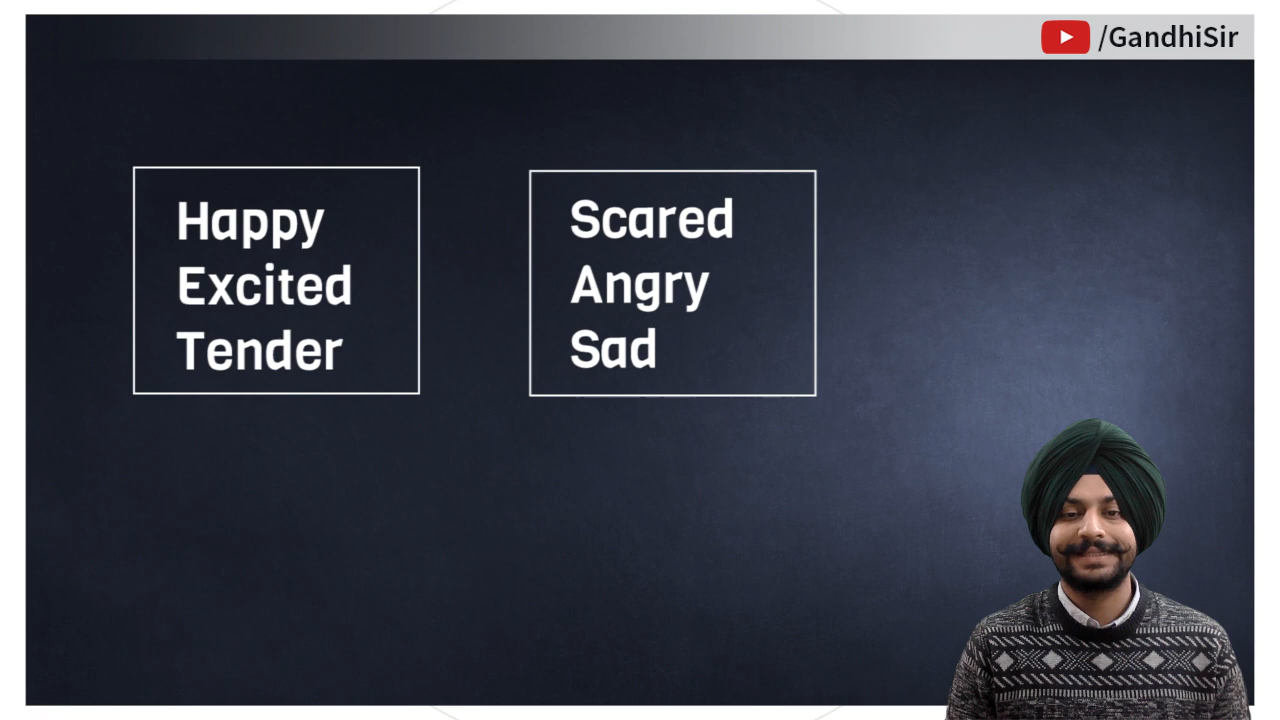 /GandhiSir
Happy
Excited
Tender
Scared
Angry
Sad